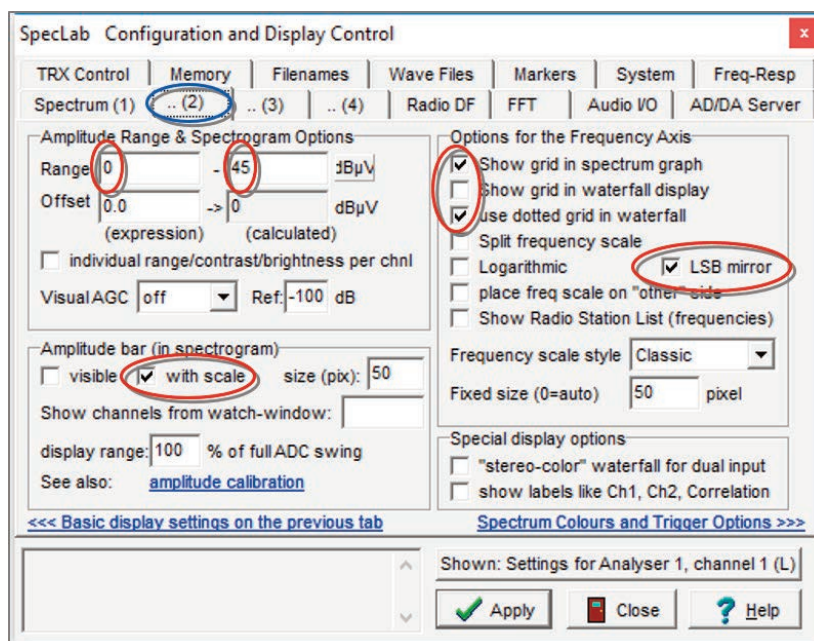 SpecLab Configuration and Display Control
x
TRX Control Memory Filenames Wave Files Markers System Freq-Resp
Spectrum (1) .. (2) .. (3) .. (4) Radio DF FFT Audio I/O AD/DA Server
Amplitude Range & Spectrogram Options
Range 0 - 45 dBµV
Offset 0.0 -> 0 dBµV
(expression) (calculated)
individual range/contrast/brightness per chnl
Visual AGC off Ref: -100 dB
Amplitude bar (in spectrogram)
visible with scale size (pix): 50
Show channels from watch-window:
display range: 100 % of full ADC swing
See also: amplitude calibration
Options for the Frequency Axis
Show grid in spectrum graph
Show grid in waterfall display
use dotted grid in waterfall
Split frequency scale
Logarithmic LSB mirror
place freq scale on "other" side
Show Radio Station List (frequencies)
Frequency scale style Classic
Fixed size (0=auto) 50 pixel
Special display options
"stereo-color" waterfall for dual input
show labels like Ch1, Ch2, Correlation
<<< Basic display settings on the previous tab
Spectrum Colours and Trigger Options >>>
Shown: Settings for Analyser 1, channel 1 (L)
Apply Close ? Help